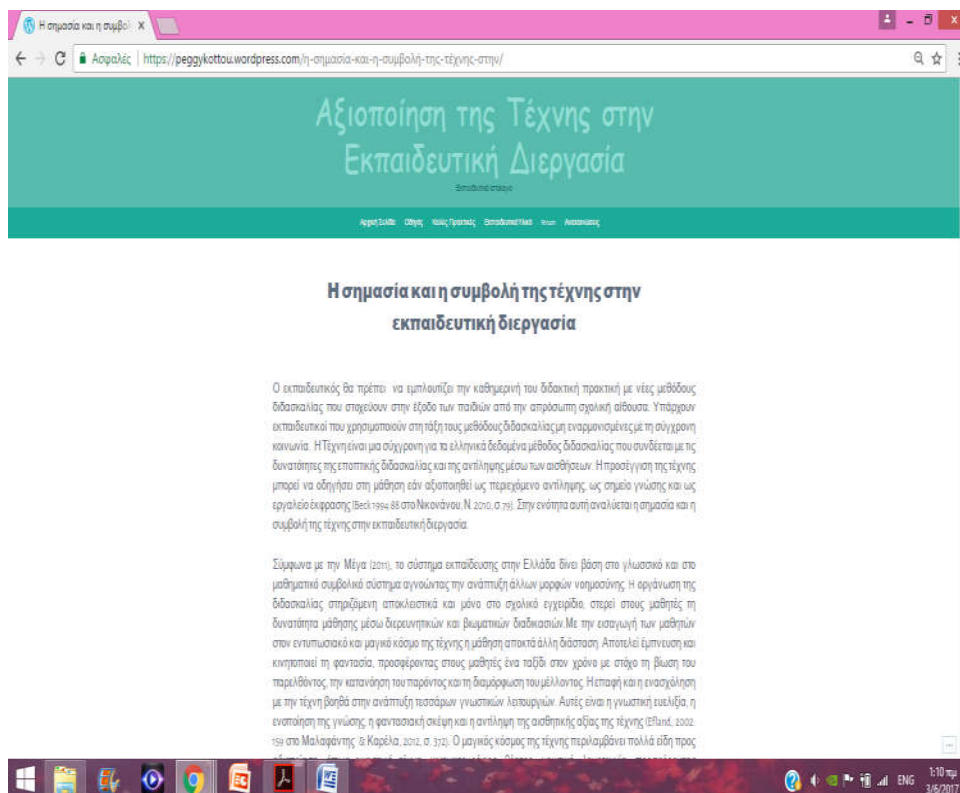 Η σημασία και η συμβολ
Ασφαλές | https://peggykottou.wordpress.com/η-σημασία-και-η-συμβολή-της-τέχνης-στην/
Αξιοποίηση της Τέχνης στην
Εκπαιδευτική Διεργασία
Αρχική Σελίδα Οδηγός Καλές Πρακτικές Εκπαιδευτικό Υλικό Forum Ανακοινώσεις
Η σημασία και η συμβολή της τέχνης στην
εκπαιδευτική διεργασία
Ο εκπαιδευτικός θα πρέπει να εμπλουτίζει την καθημερινή του διδακτική πρακτική με νέες μεθόδους
διδασκαλίας που στοχεύουν στην έξοδο των παιδιών από την απρόσωπη σχολική αίθουσα. Υπάρχουν
εκπαιδευτικοί που χρησιμοποιούν στη τάξη τους μεθόδους διδασκαλίας μη εναρμονισμένες με τη σύγχρονη
κοινωνία. Η Τέχνη είναι μια σύγχρονη για τα ελληνικά δεδομένα μέθοδος διδασκαλίας που συνδέεται με τις
δυνατότητες της εποπτικής διδασκαλίας και της αντίληψης μέσω των αισθήσεων. Η προσέγγιση της τέχνης
μπορεί να οδηγήσει στη μάθηση εάν αξιοποιηθεί ως περιεχόμενο αντίληψης, ως σημείο γνώσης και ως
εργαλείο έκφρασης (Beck 1994: 88 στο Νικονάνου, Ν. 2010, σ. 79). Στην ενότητα αυτή αναλύεται η σημασία και η
συμβολή της τέχνης στην εκπαιδευτική διεργασία.
Σύμφωνα με την Μέγα (2011), το σύστημα εκπαίδευσης στην Ελλάδα δίνει βάση στο γλωσσικό και στο
μαθηματικό συμβολικό σύστημα αγνοώντας την ανάπτυξη άλλων μορφών νοημοσύνης. Η οργάνωση της
διδασκαλίας στηριζόμενη αποκλειστικά και μόνο στο σχολικό εγχειρίδιο, στερεί στους μαθητές τη
δυνατότητα μάθησης μέσω διερευνητικών και βιωματικών διαδικασιών.Με την εισαγωγή των μαθητών
στον εντυπωσιακό και μαγικό κόσμο της τέχνης η μάθηση αποκτά άλλη διάσταση. Αποτελεί έμπνευση και
κινητοποιεί τη φαντασία, προσφέροντας στους μαθητές ένα ταξίδι στον χρόνο με στόχο τη βίωση του
παρελθόντος, την κατανόηση του παρόντος και τη διαμόρφωση του μέλλοντος. Η επαφή και η ενασχόληση
με την τέχνη βοηθά στην ανάπτυξη τεσσάρων γνωστικών λειτουργιών. Αυτές είναι η γνωστική ευελιξία, η
ενοποίηση της γνώσης, η φαντασιακή σκέψη και η αντίληψη της αισθητικής αξίας της τέχνης (Efland, 2002:
159 στο Μαλαφάντης & Καρέλα, 2012, σ. 372). Ο μαγικός κόσμος της τέχνης περιλαμβάνει πολλά είδη προς
ENG 1:10 πμ
3/6/2017